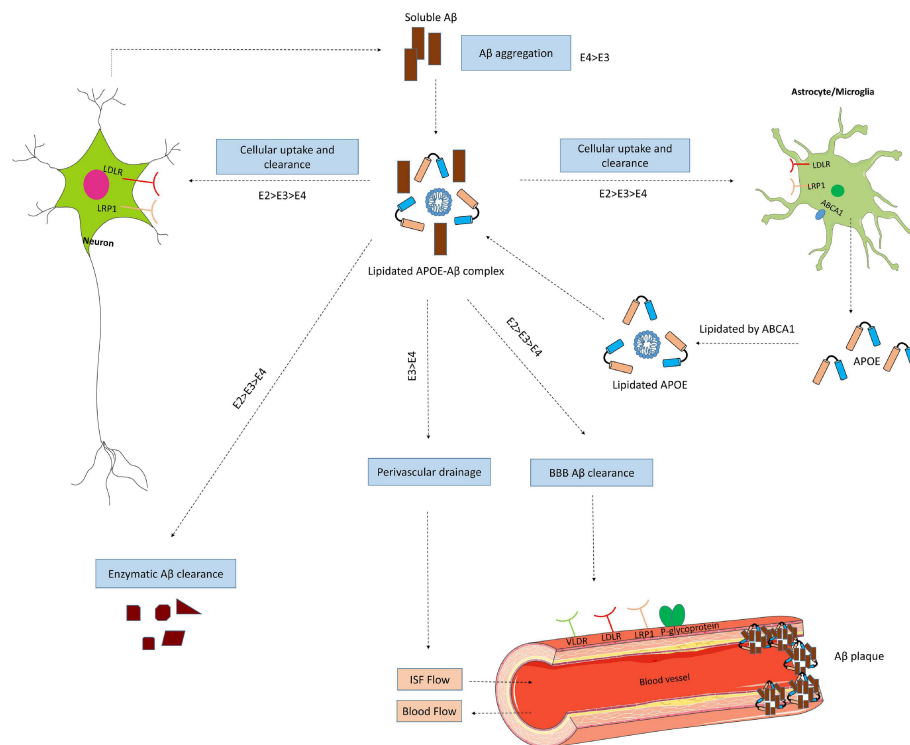 Soluble Aβ
Aβ aggregation
E4>E3
Astrocyte/Microglia
Cellular uptake and
clearance
E2>E3>E4
Cellular uptake and
clearance
E2>E3>E4
LDLR
LRP1
Neuron
LDLR
LRP1
ABCA1
Lipidated APOE-Aβ complex
Lipidated by ABCA1
APOE
Lipidated APOE
E2>E3>E4
E3>E4
E2>E3>E4
Perivascular drainage
BBB Aβ clearance
Enzymatic Aβ clearance
VLDR
LDLR
LRP1
P-glycoprotein
Aβ plaque
Blood vessel
ISF Flow
Blood Flow